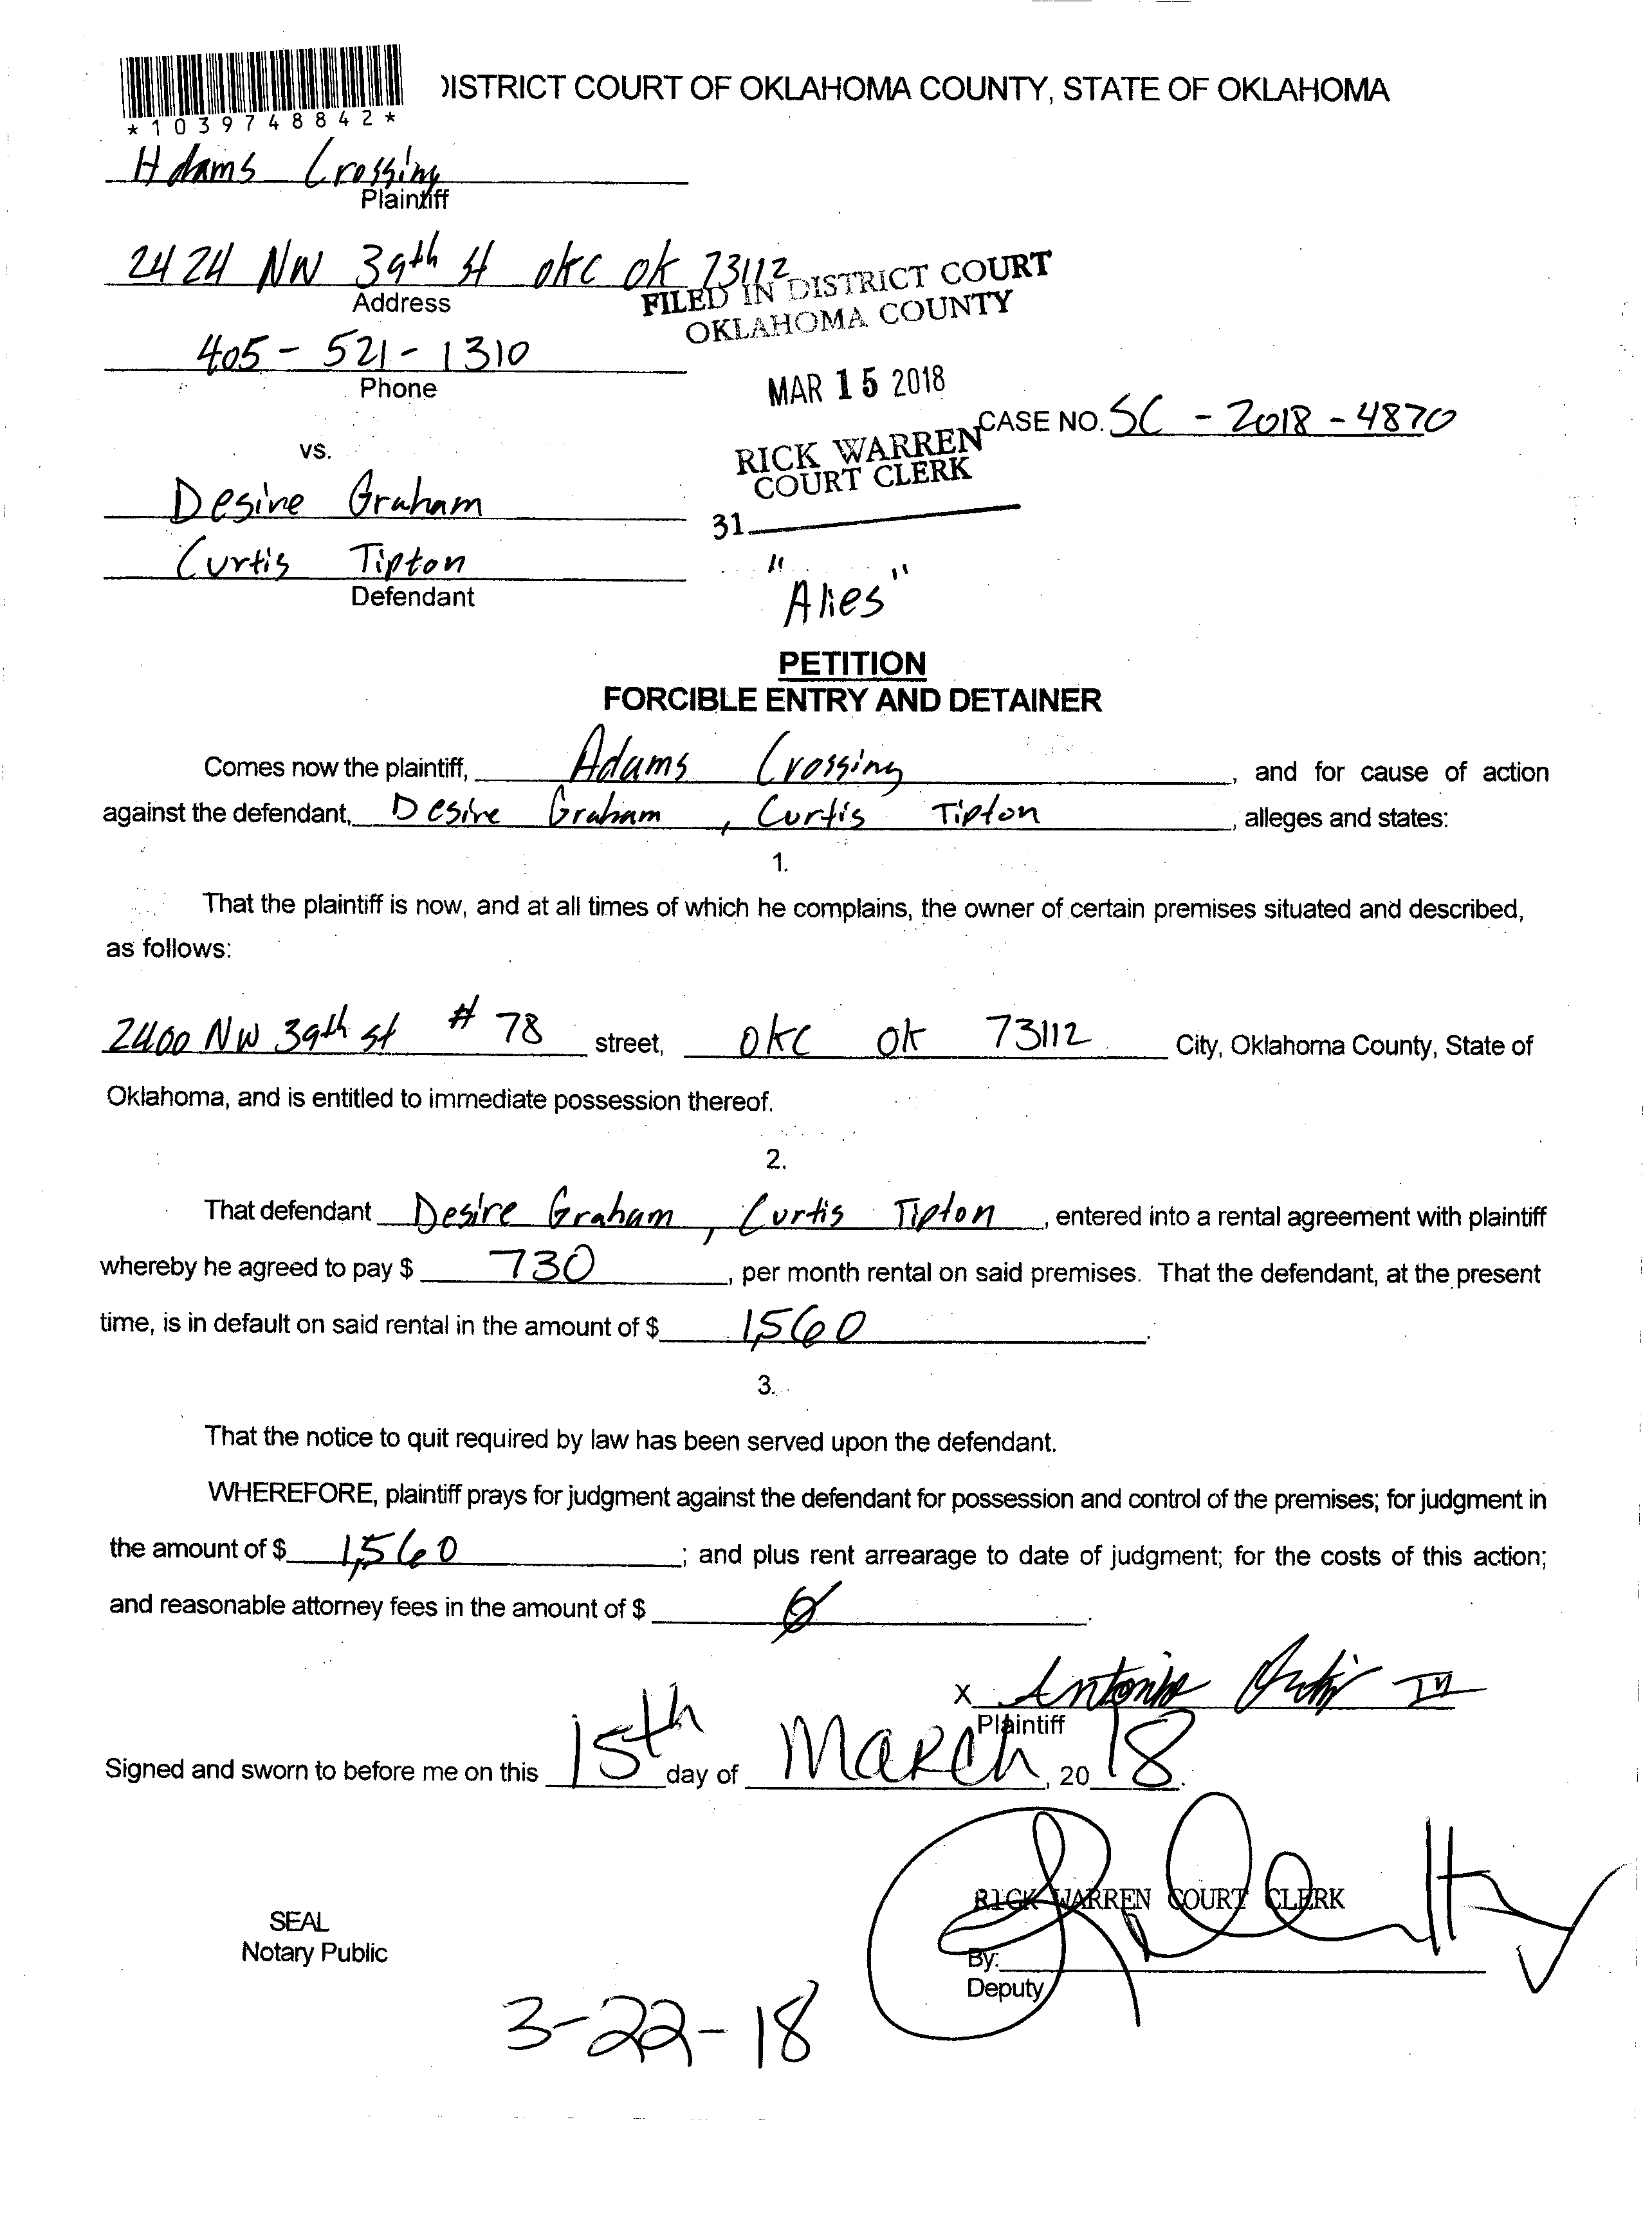 *1039748842*
DISTRICT COURT OF OKLAHOMA COUNTY, STATE OF OKLAHOMA
Adams Crossing
Plaintiff
2424 NW 39th st okc ok 73112
Address
FILED IN DISTRICT COURT
OKLAHOMA COUNTY
405-521-1310
Phone
MAR 15 2018
CASE NO. SC - 2018 - 4870
vs.
RICK WARREN
COURT CLERK
Desire Graham
31
Curtis Tipton
Defendant
"Alies"
PETITION
FORCIBLE ENTRY AND DETAINER
Comes now the plaintiff, Adams Crossing, and for cause of action
against the defendant, Desire Graham, Curtis Tipton, alleges and states:
1.
That the plaintiff is now, and at all times of which he complains, the owner of certain premises situated and described,
as follows:
2400 NW 39th st # 78 street, okc ok 73112 City, Oklahoma County, State of
Oklahoma, and is entitled to immediate possession thereof.
2.
That defendant Desire Graham, Curtis Tipton, entered into a rental agreement with plaintiff
whereby he agreed to pay $ 730, per month rental on said premises. That the defendant, at the present
time, is in default on said rental in the amount of $ 1,560.
3.
That the notice to quit required by law has been served upon the defendant.
WHEREFORE, plaintiff prays for judgment against the defendant for possession and control of the premises; for judgment in
the amount of $ 1,560; and plus rent arrearage to date of judgment; for the costs of this action;
and reasonable attorney fees in the amount of $ 0.
X Antonio III
Plaintiff
Signed and sworn to before me on this 15th day of March, 2018.
RICK WARREN COURT CLERK
SEAL
Notary Public
By:
Deputy
3-22-18